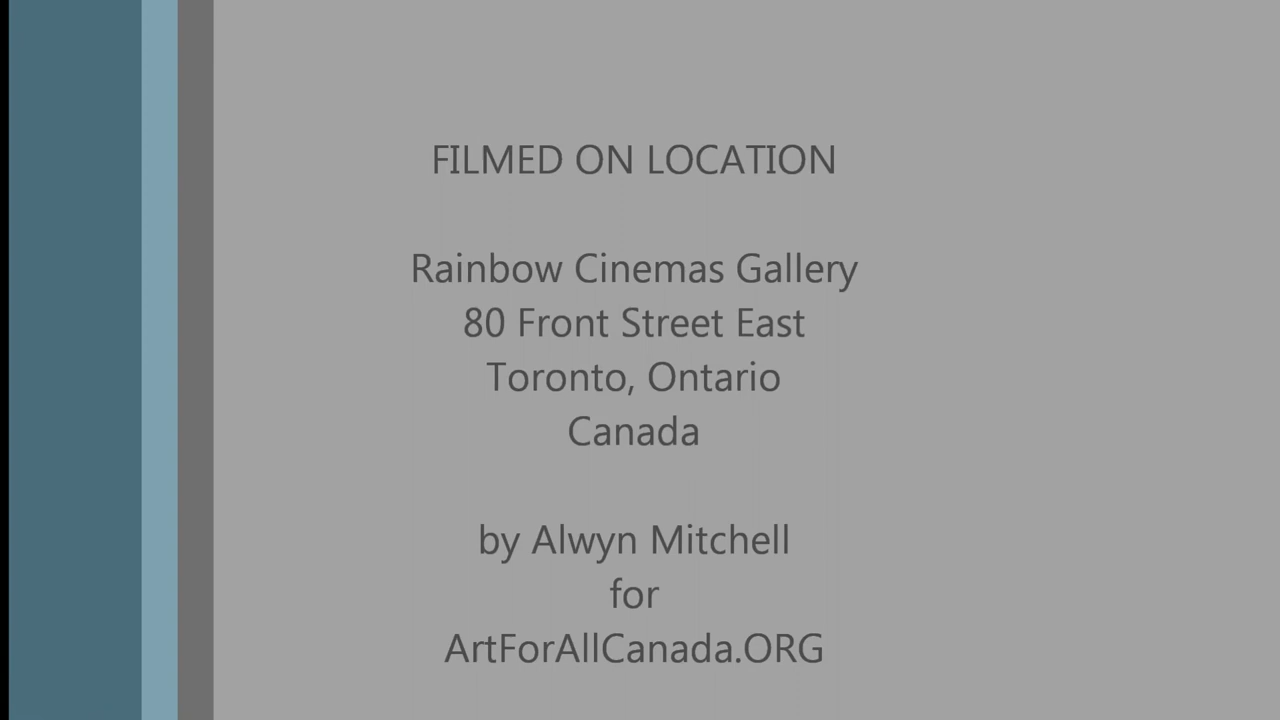 FILMED ON LOCATION
Rainbow Cinemas Gallery
80 Front Street East
Toronto, Ontario
Canada
by Alwyn Mitchell
for
ArtForAllCanada.ORG